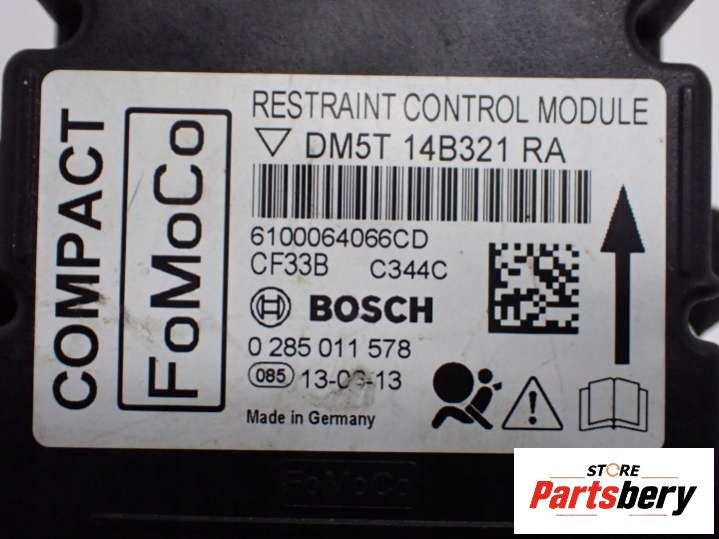 COMPACT
FoMoCo
RESTRAINT CONTROL MODULE
DM5T 14B321 RA
6100064066CD
CF33B C344C
BOSCH
0 285 011 578
085
Made in Germany
FoMoCo
STORE
Partsbery